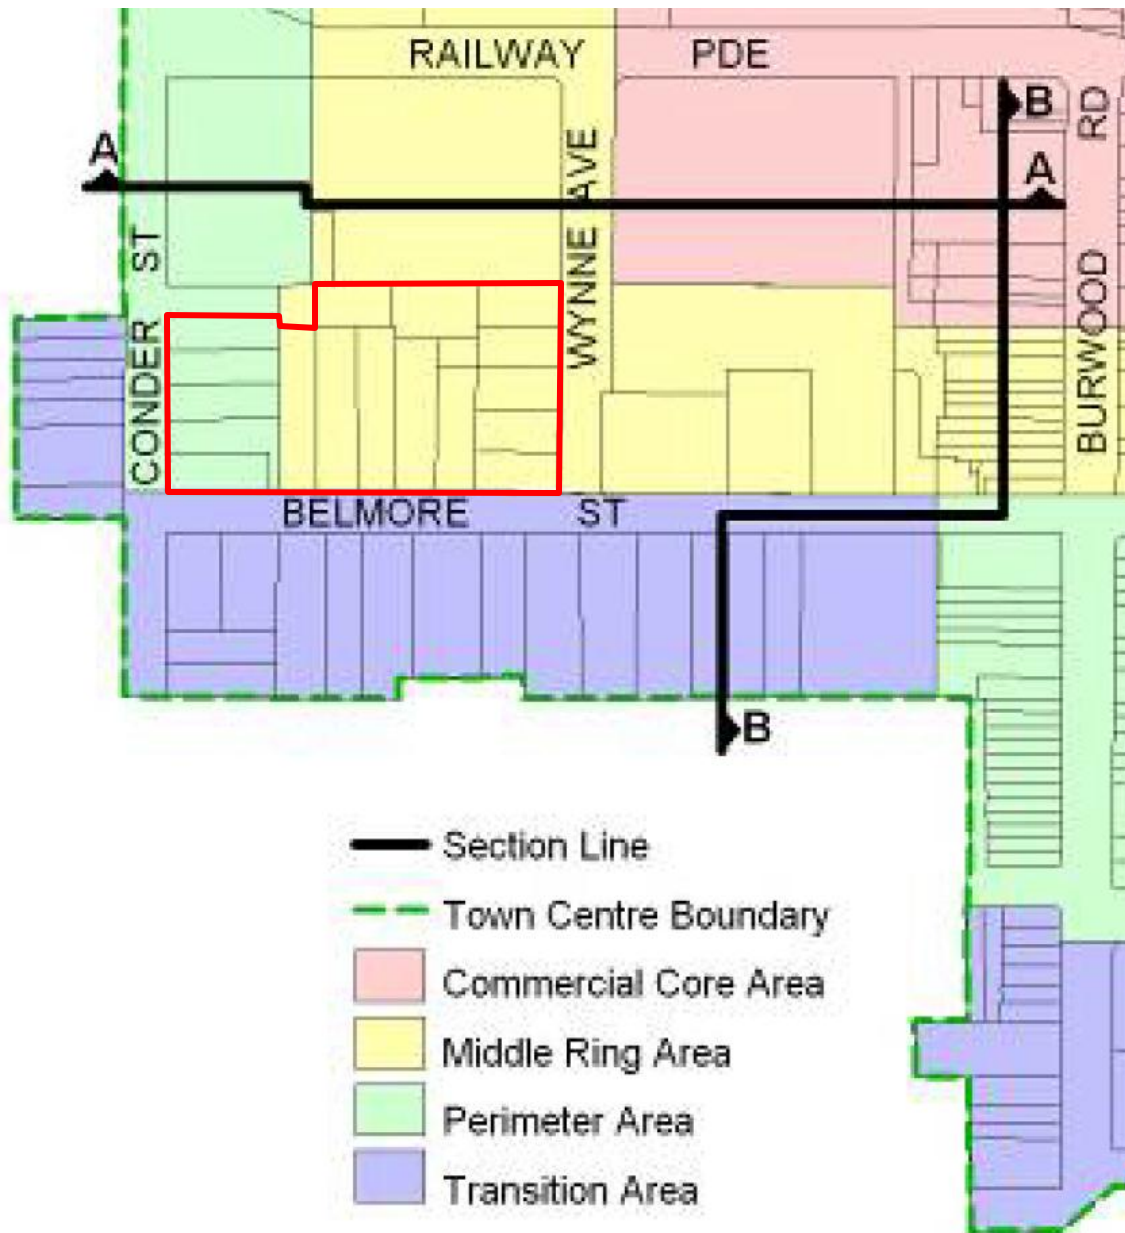 RAILWAY PDE
B
RD
A
WYNNE AVE
A
CONDER ST
BURWOOD
BELMORE ST
B
Section Line
Town Centre Boundary
Commercial Core Area
Middle Ring Area
Perimeter Area
Transition Area